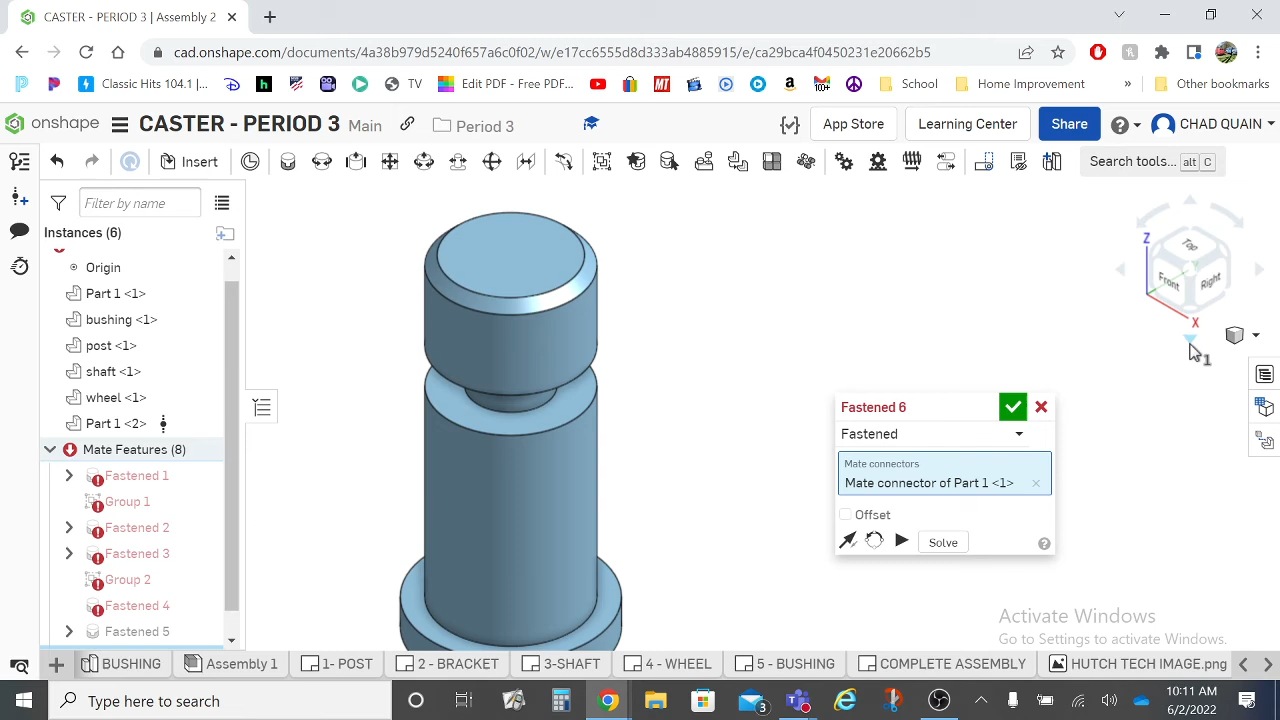 CASTER - PERIOD 3 | Assembly 2
cad.onshape.com/documents/4a38b979d5240f657a6c0f02/w/e17cc6555d8d333ab4885915/e/ca29bca4f0450231e20662b5
Classic Hits 104.1 |...
TV
Edit PDF - Free PDF...
MT
10+
School
Home Improvement
»
Other bookmarks
onshape
CASTER - PERIOD 3 Main
Period 3
App Store
Learning Center
Share
CHAD QUAIN
Insert
Search tools... alt C
Filter by name
Instances (6)
Origin
Part 1 <1>
bushing <1>
post <1>
shaft <1>
wheel <1>
Part 1 <2>
Mate Features (8)
Fastened 1
Group 1
Fastened 2
Fastened 3
Group 2
Fastened 4
Fastened 5
Z
Top
Front
Right
X
1
Fastened 6
Fastened
Mate connectors
Mate connector of Part 1 <1>
Offset
Solve
Activate Windows
Go to Settings to activate Windows.
BUSHING
Assembly 1
1- POST
2 - BRACKET
3-SHAFT
4 - WHEEL
5 - BUSHING
COMPLETE ASSEMBLY
HUTCH TECH IMAGE.png
Type here to search
3
10:11 AM
6/2/2022